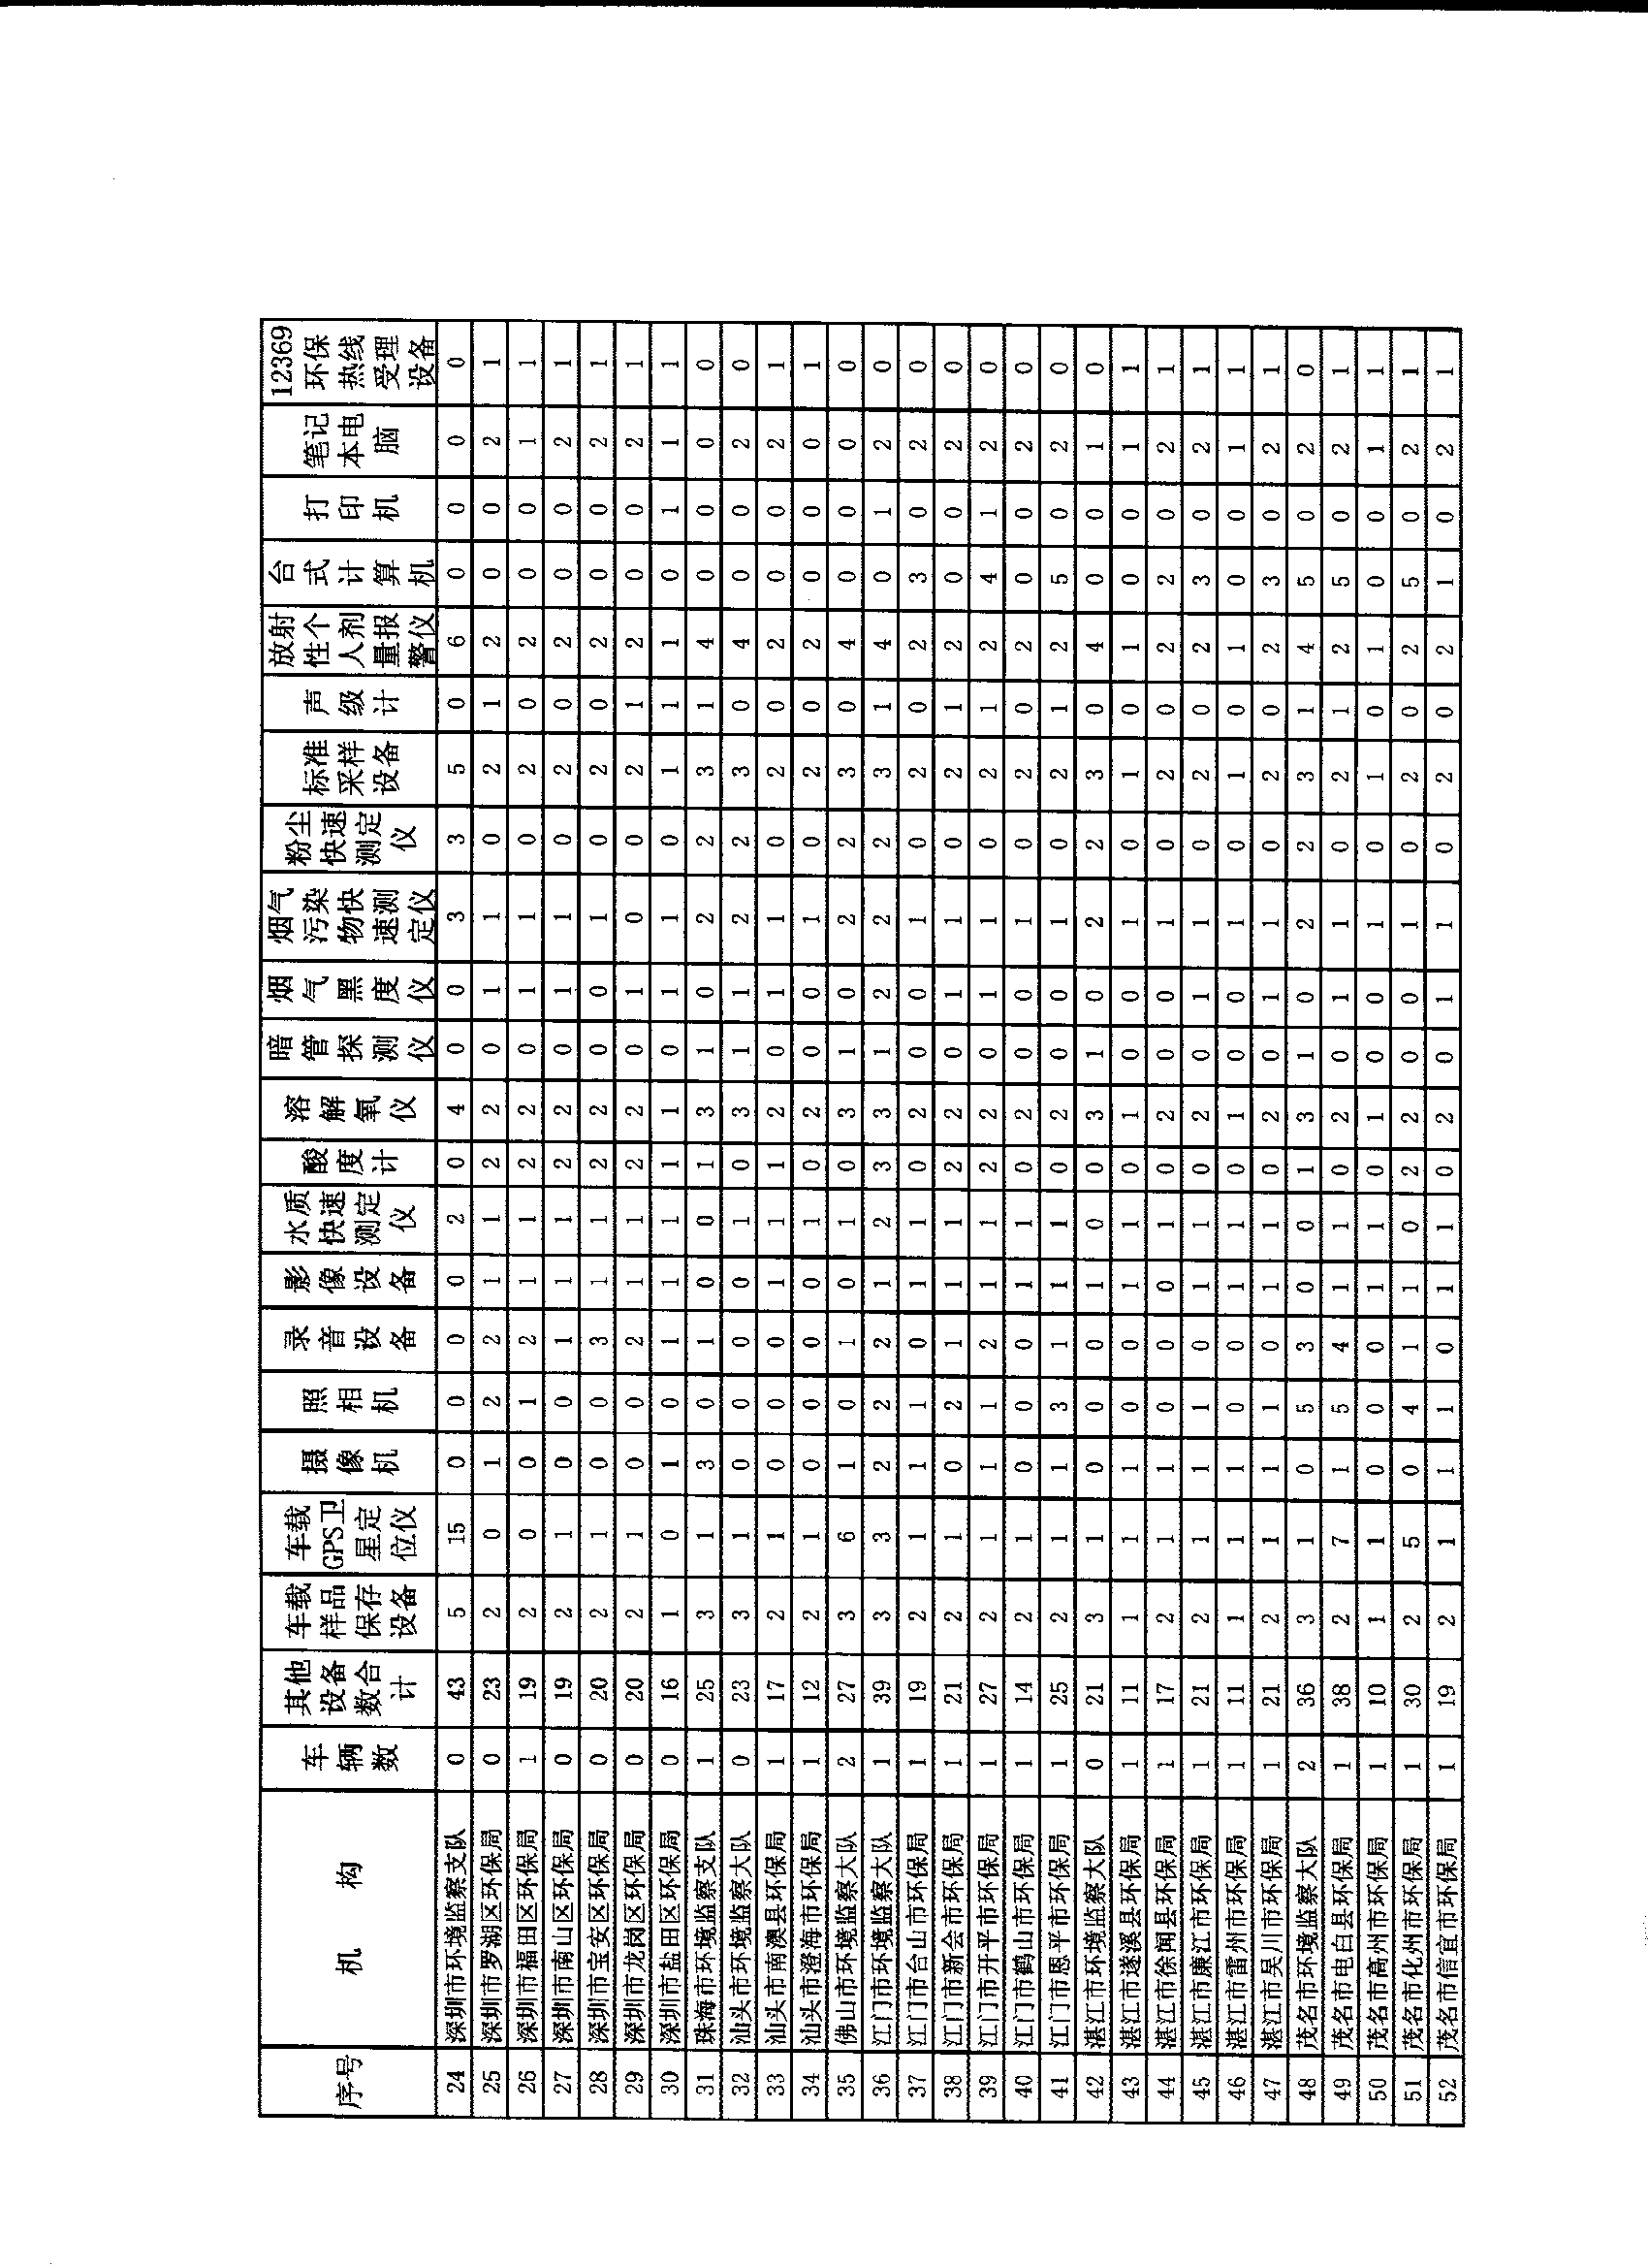 序号 机 构 车辆数 其他设备数合计 车载样品保存设备 车载GPS卫星定位仪 摄像机 照相机 录音设备 影像设备 水质快速测定仪 酸度计 溶解氧仪 暗管探测仪 烟气黑度仪 烟气污染物快速测定仪 粉尘快速测定仪 标准采样设备 声级计 放射性个人剂量报警仪 台式计算机 打印机 笔记本电脑 12369环保热线受理设备
24 深圳市环境监察支队 0 43 5 15 0 0 0 0 2 0 4 0 0 3 3 5 0 6 0 0 0 0
25 深圳市罗湖区环保局 0 23 2 0 1 2 2 1 1 2 2 0 1 1 0 2 1 2 0 0 2 1
26 深圳市福田区环保局 1 19 2 0 0 1 2 1 1 2 2 0 1 1 0 2 0 2 0 0 1 1
27 深圳市南山区环保局 0 19 2 1 0 0 1 1 1 2 2 0 1 1 0 2 0 2 0 0 2 1
28 深圳市宝安区环保局 0 20 2 1 0 0 3 1 1 2 2 0 0 1 0 2 0 2 0 0 2 1
29 深圳市龙岗区环保局 0 20 2 1 0 0 2 1 1 2 2 0 1 0 0 2 1 2 0 0 2 1
30 深圳市盐田区环保局 0 16 1 0 1 0 1 1 1 1 1 0 1 1 0 1 1 1 0 1 1 1
31 珠海市环境监察支队 1 25 3 1 3 0 1 0 0 1 3 1 0 2 2 3 1 4 0 0 0 0
32 汕头市环境监察大队 0 23 3 1 0 0 0 0 1 0 3 1 1 2 2 3 0 4 0 0 2 0
33 汕头市南澳县环保局 1 17 2 1 0 0 0 1 1 1 2 0 1 1 0 2 0 2 0 0 2 1
34 汕头市澄海市环保局 1 12 2 1 0 0 0 0 1 0 2 0 0 1 0 2 0 2 0 0 0 1
35 佛山市环境监察大队 2 27 3 6 1 0 1 0 1 0 3 1 0 2 2 3 0 4 0 0 0 0
36 江门市环境监察大队 1 39 3 3 2 2 2 1 2 3 3 1 2 2 2 3 1 4 0 1 2 0
37 江门市台山市环保局 1 19 2 1 1 1 0 1 1 0 2 0 0 1 0 2 0 2 3 0 2 0
38 江门市新会市环保局 1 21 2 1 0 2 1 1 1 2 2 0 1 1 0 2 1 2 0 0 2 0
39 江门市开平市环保局 1 27 2 1 1 1 2 1 1 2 2 0 1 1 0 2 1 2 4 1 2 0
40 江门市鹤山市环保局 1 14 2 1 0 0 0 1 1 0 2 0 0 1 0 2 0 2 0 0 2 0
41 江门市恩平市环保局 1 25 2 1 1 3 1 1 1 0 2 0 0 1 0 2 1 2 5 0 2 0
42 湛江市环境监察大队 0 21 3 1 0 0 0 1 0 0 3 1 0 2 2 3 0 4 0 0 1 0
43 湛江市遂溪县环保局 1 11 1 1 1 0 0 1 1 0 1 0 0 1 0 1 0 1 0 0 1 1
44 湛江市徐闻县环保局 1 17 2 1 1 0 0 0 1 0 2 0 0 1 0 2 0 2 2 0 2 1
45 湛江市廉江市环保局 1 21 2 1 1 1 0 1 1 0 2 0 1 1 0 2 0 2 3 0 2 1
46 湛江市雷州市环保局 1 11 1 1 1 0 0 1 1 0 1 0 0 1 0 1 0 1 0 0 1 1
47 湛江市吴川市环保局 1 21 2 1 1 1 0 1 1 0 2 0 1 1 0 2 0 2 3 0 2 1
48 茂名市环境监察大队 2 36 3 1 0 5 3 0 0 1 3 1 0 2 2 3 1 4 5 0 2 0
49 茂名市电白县环保局 1 38 2 7 1 5 4 1 1 0 2 0 1 1 0 2 1 2 5 0 2 1
50 茂名市高州市环保局 1 10 1 1 0 0 0 1 1 0 1 0 0 1 0 1 0 1 0 0 1 1
51 茂名市化州市环保局 1 30 2 5 0 4 1 1 0 2 2 0 0 1 0 2 0 2 5 0 2 1
52 茂名市信宜市环保局 1 19 2 1 1 1 0 1 1 0 2 0 1 1 0 2 0 2 1 0 2 1